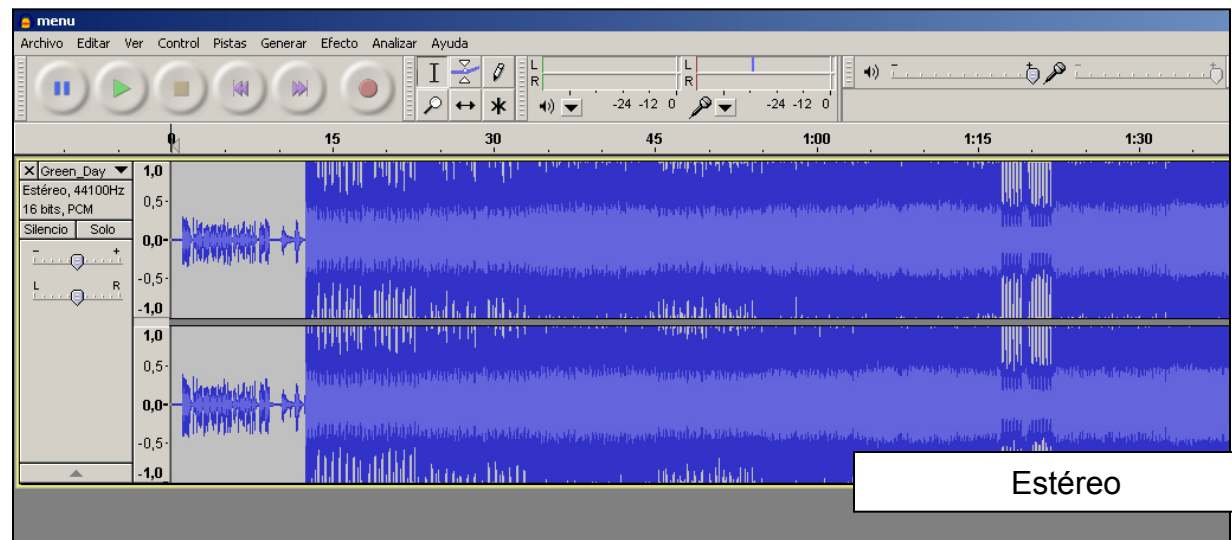 menu
Archivo Editar Ver Control Pistas Generar Efecto Analizar Ayuda
L
R
-24 -12 0
L
R
-24 -12 0
- +
- +
0 15 30 45 1:00 1:15 1:30
X Green_Day
Estéreo, 44100Hz
16 bits, PCM
Silencio Solo
- +
L R
1,0
0,5-
0,0-
-0,5-
-1,0
1,0
0,5-
0,0-
-0,5-
-1,0
Estéreo